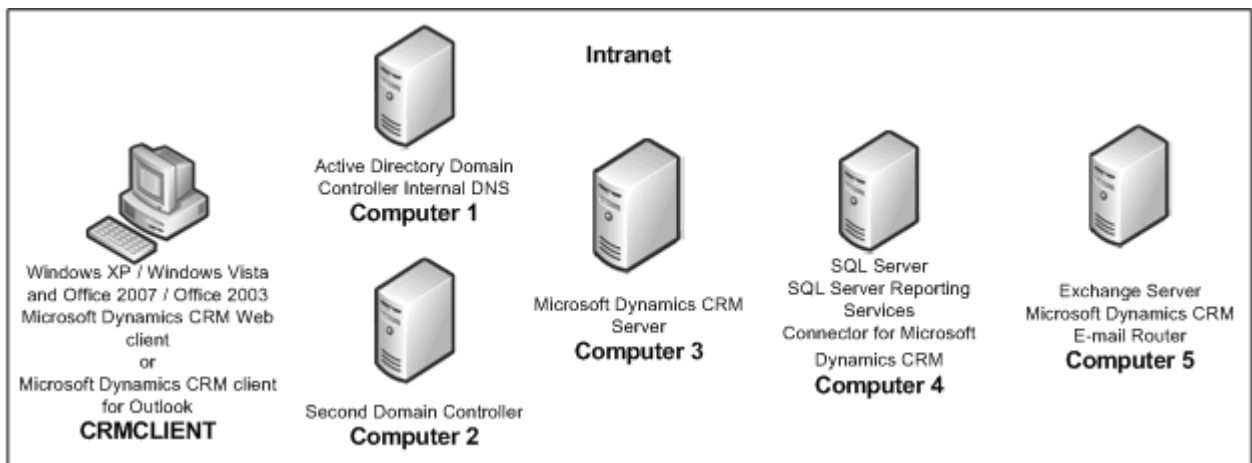 Intranet
Active Directory Domain
Controller Internal DNS
Computer 1
Windows XP / Windows Vista
and Office 2007 / Office 2003
Microsoft Dynamics CRM Web
client
or
Microsoft Dynamics CRM client
for Outlook
CRMCLIENT
Second Domain Controller
Computer 2
Microsoft Dynamics CRM
Server
Computer 3
SQL Server
SQL Server Reporting
Services
Connector for Microsoft
Dynamics CRM
Computer 4
Exchange Server
Microsoft Dynamics CRM
E-mail Router
Computer 5